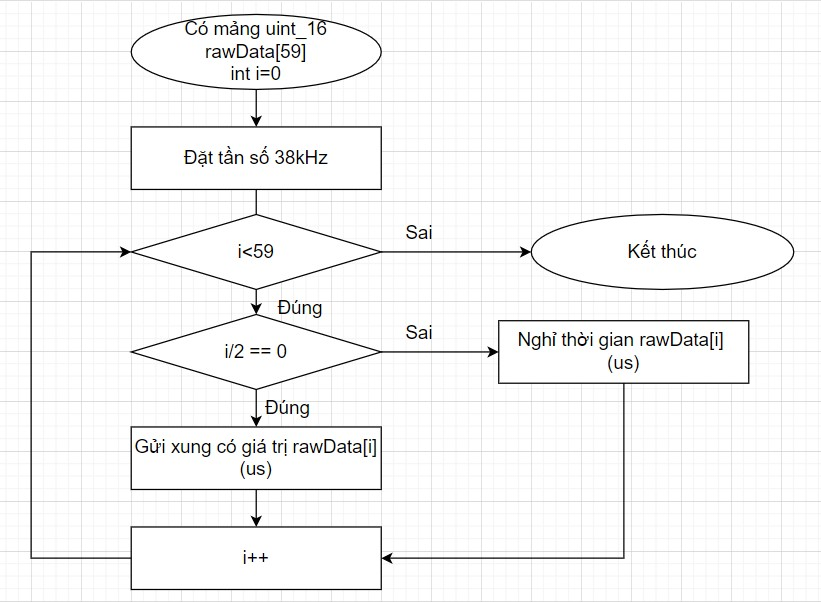 Có mảng uint_16
rawData[59]
int i=0
Đặt tần số 38kHz
i<59
Sai
Kết thúc
Đúng
i/2 == 0
Sai
Nghỉ thời gian rawData[i]
(us)
Đúng
Gửi xung có giá trị rawData[i]
(us)
i++